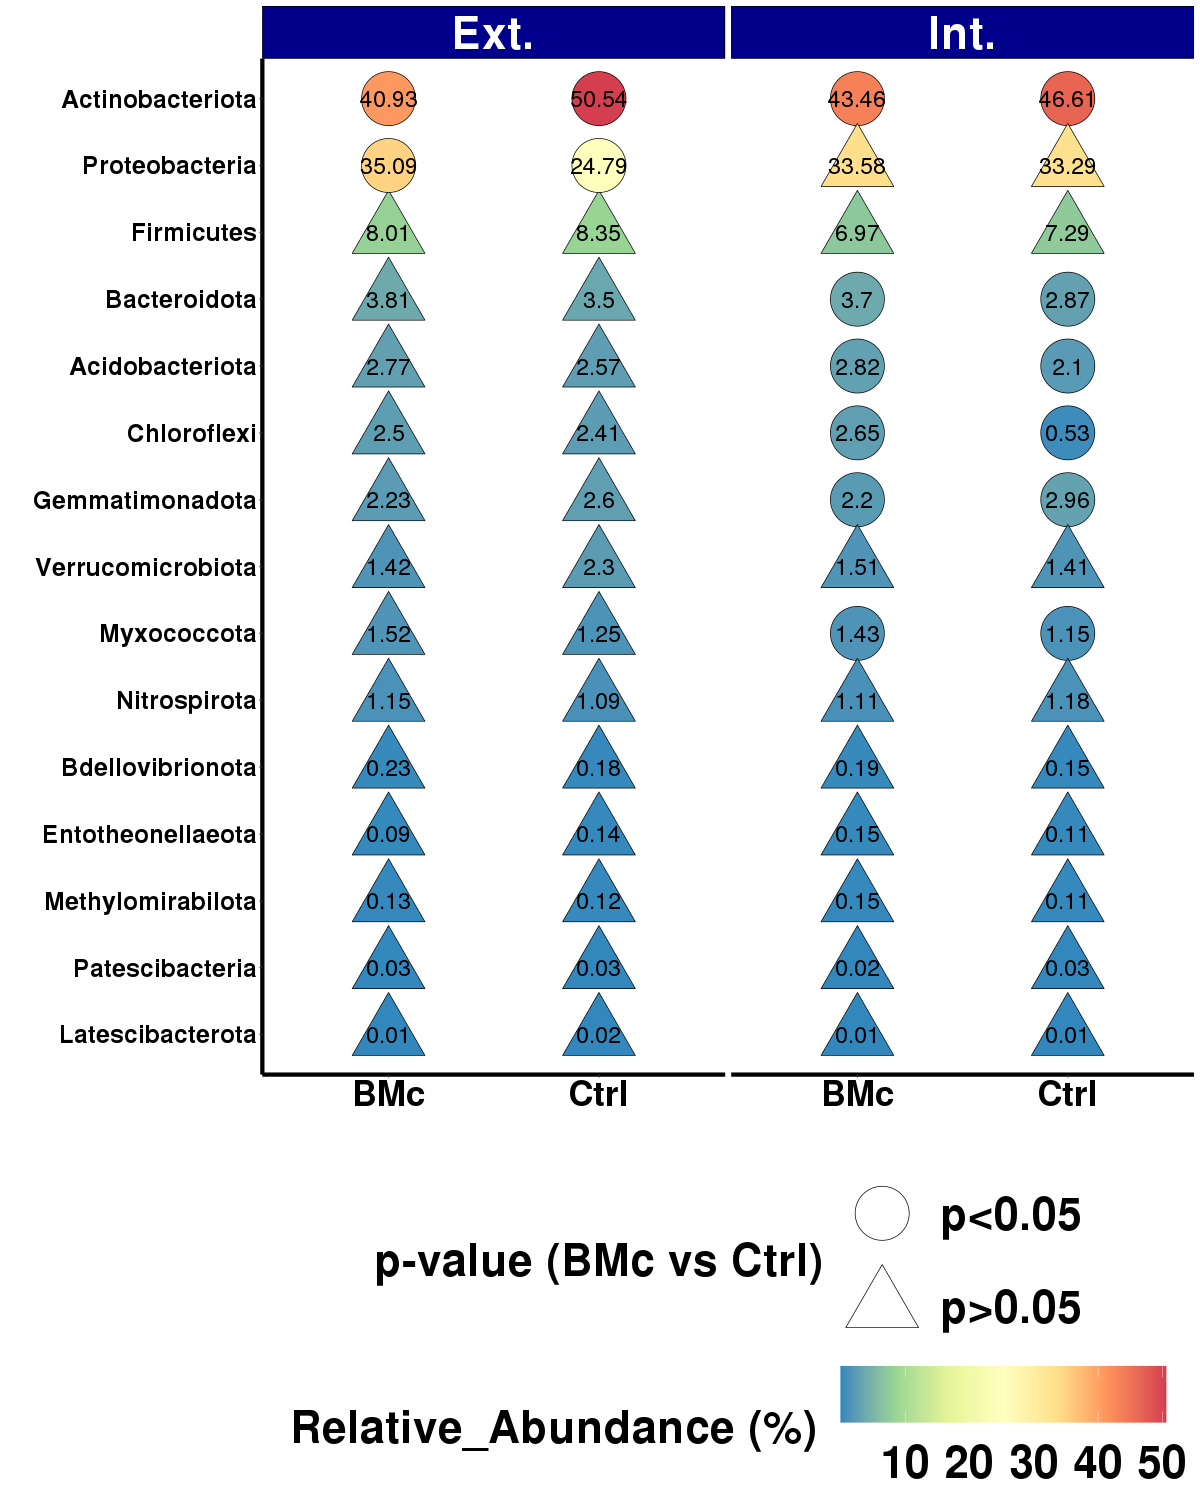 Ext. Int.
Actinobacteriota 40.93 50.54 43.46 46.61
Proteobacteria 35.09 24.79 33.58 33.29
Firmicutes 8.01 8.35 6.97 7.29
Bacteroidota 3.81 3.5 3.7 2.87
Acidobacteriota 2.77 2.57 2.82 2.1
Chloroflexi 2.5 2.41 2.65 0.53
Gemmatimonadota 2.23 2.6 2.2 2.96
Verrucomicrobiota 1.42 2.3 1.51 1.41
Myxococcota 1.52 1.25 1.43 1.15
Nitrospirota 1.15 1.09 1.11 1.18
Bdellovibrionota 0.23 0.18 0.19 0.15
Entotheonellaeota 0.09 0.14 0.15 0.11
Methylomirabilota 0.13 0.12 0.15 0.11
Patescibacteria 0.03 0.03 0.02 0.03
Latescibacterota 0.01 0.02 0.01 0.01
BMc Ctrl BMc Ctrl
p<0.05
p-value (BMc vs Ctrl)
p>0.05
Relative_Abundance (%)
10 20 30 40 50